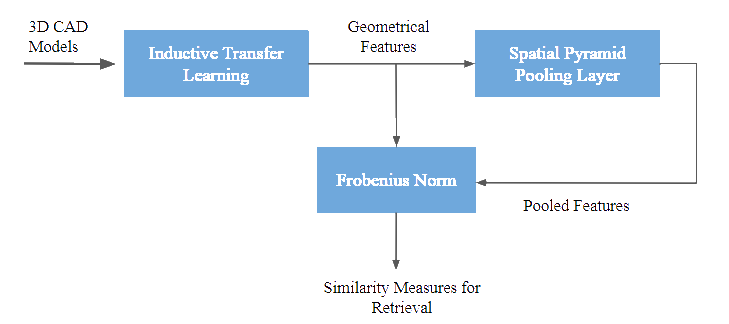 3D CAD
Models
Inductive Transfer
Learning
Geometrical
Features
Spatial Pyramid
Pooling Layer
Frobenius Norm
Pooled Features
Similarity Measures for
Retrieval